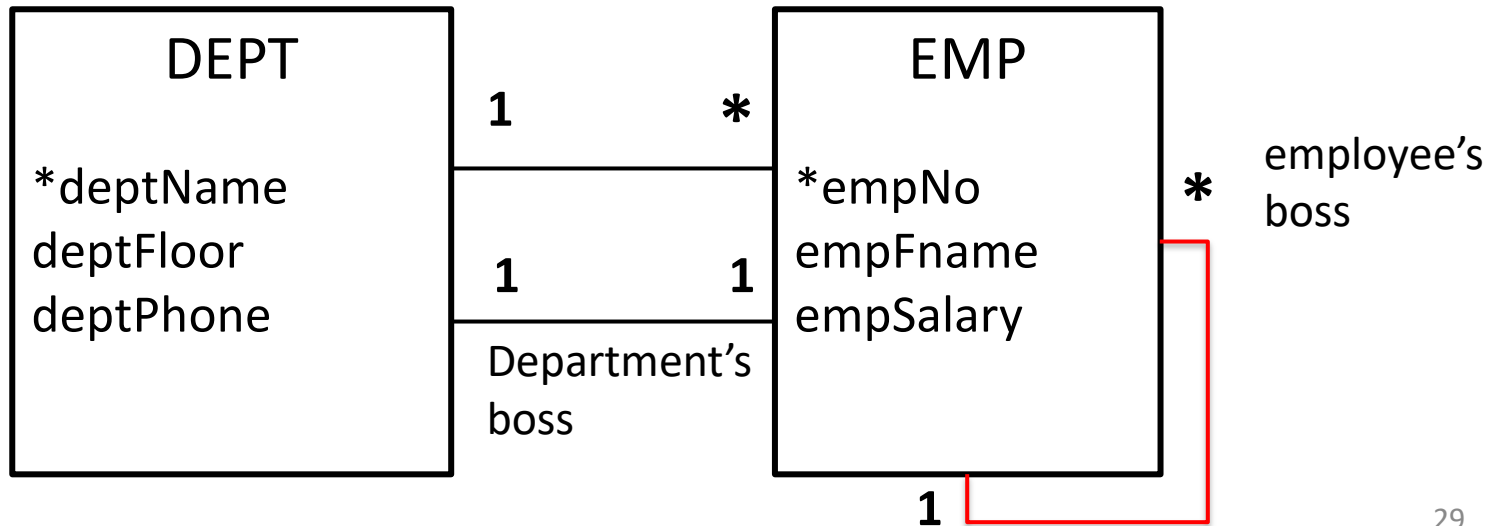 DEPT
*deptName
deptFloor
deptPhone
1 *
1 1
Department’s
boss
EMP
*empNo
empFname
empSalary
*
employee’s
boss
1
29